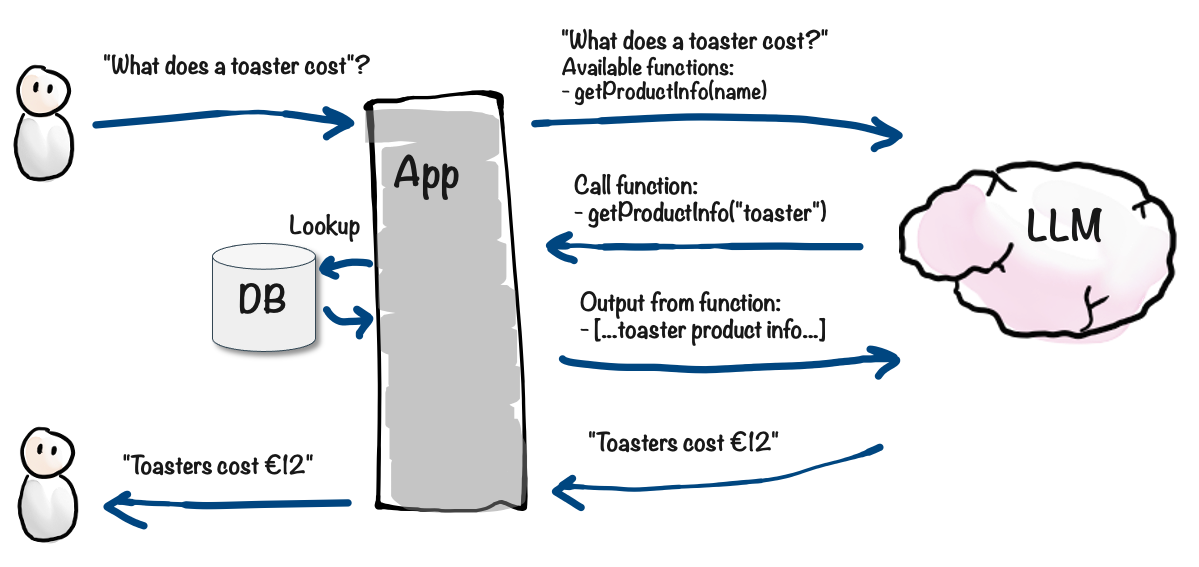 "What does a toaster cost"?
"What does a toaster cost?"
Available functions:
- getProductInfo(name)
App
Call function:
- getProductInfo("toaster")
LLM
Lookup
DB
Output from function:
- [...toaster product info...]
"Toasters cost €12"
"Toasters cost €12"